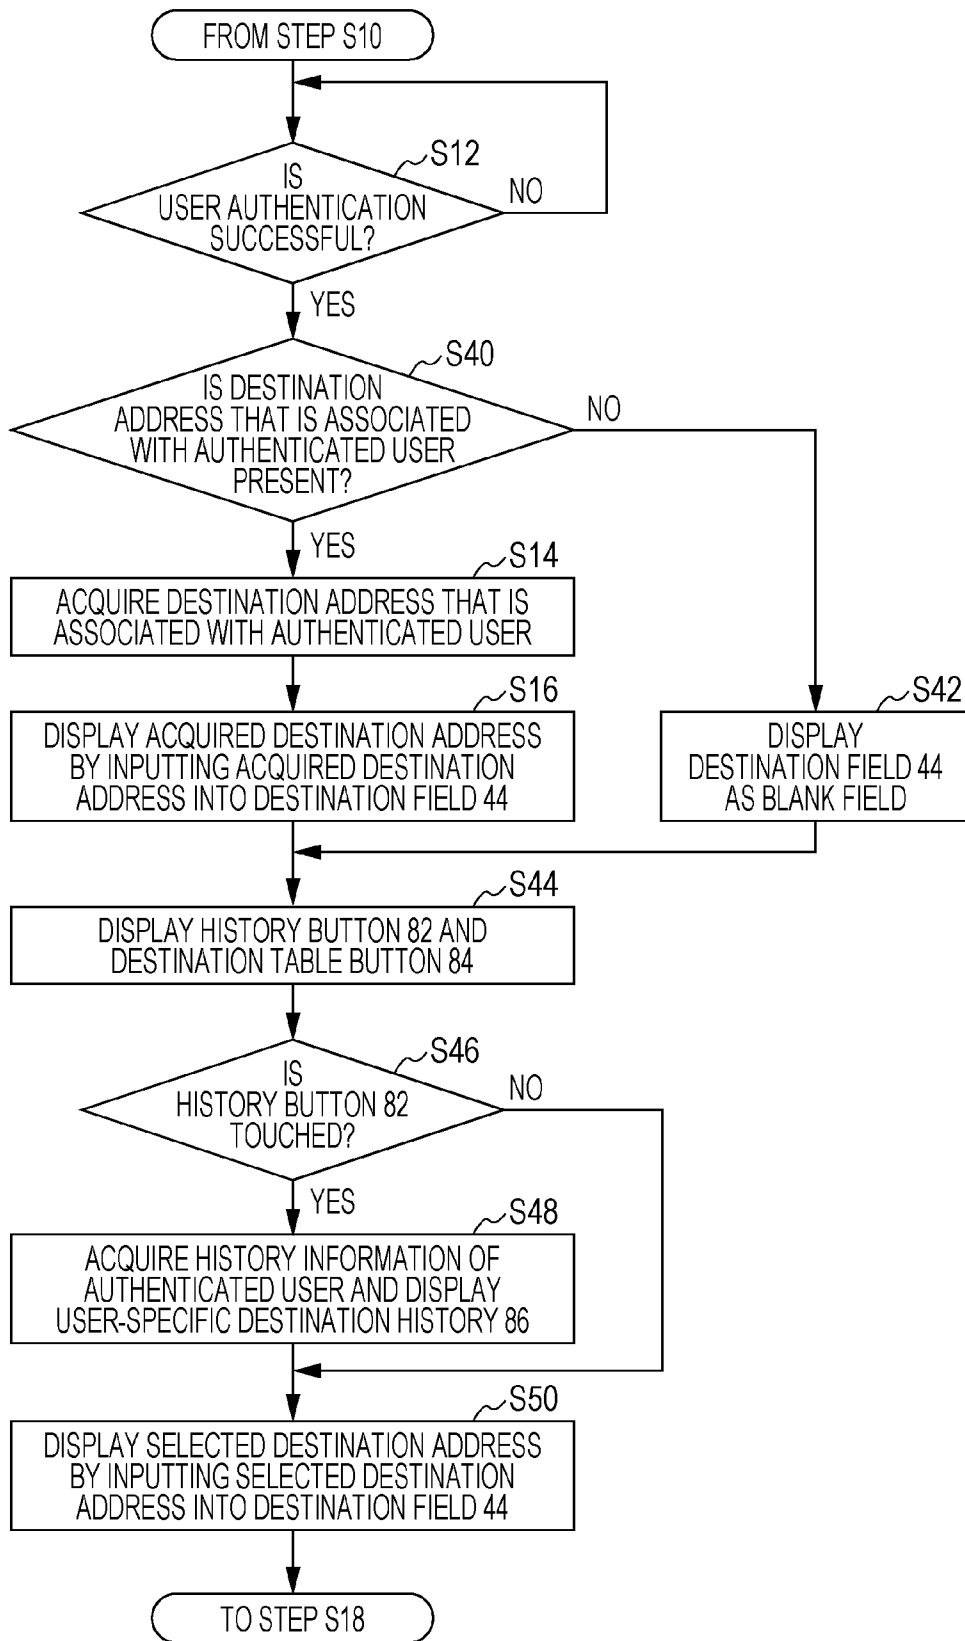 FROM STEP S10
S12
IS
USER AUTHENTICATION
SUCCESSFUL?
NO
YES
S40
IS DESTINATION
ADDRESS THAT IS ASSOCIATED
WITH AUTHENTICATED USER
PRESENT?
NO
YES
S14
ACQUIRE DESTINATION ADDRESS THAT IS
ASSOCIATED WITH AUTHENTICATED USER
S16
DISPLAY ACQUIRED DESTINATION ADDRESS
BY INPUTTING ACQUIRED DESTINATION
ADDRESS INTO DESTINATION FIELD 44
S42
DISPLAY
DESTINATION FIELD 44
AS BLANK FIELD
S44
DISPLAY HISTORY BUTTON 82 AND
DESTINATION TABLE BUTTON 84
S46
IS
HISTORY BUTTON 82
TOUCHED?
NO
YES
S48
ACQUIRE HISTORY INFORMATION OF
AUTHENTICATED USER AND DISPLAY
USER-SPECIFIC DESTINATION HISTORY 86
S50
DISPLAY SELECTED DESTINATION ADDRESS
BY INPUTTING SELECTED DESTINATION
ADDRESS INTO DESTINATION FIELD 44
TO STEP S18